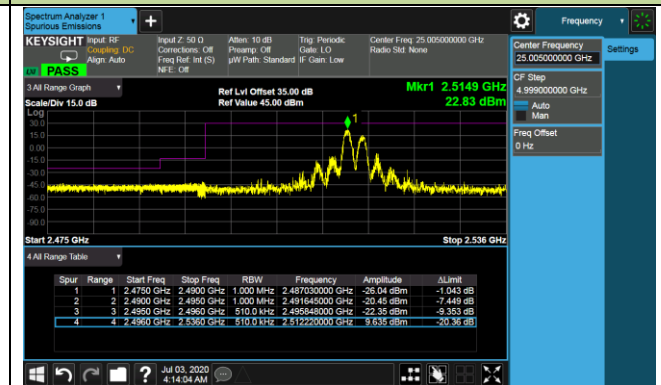 Spectrum Analyzer 1
Spurious Emissions
+
Frequency
KEYSIGHT Input: RF Input Z: 50 Ω Atten: 10 dB Trig: Periodic Center Freq: 25.005000000 GHz
Coupling: DC Corrections: Off Preamp: Off Gate: LO Radio Std: None
Align: Auto Freq Ref: Int (S) µW Path: Standard IF Gain: Low
NFE: Off
PASS
Center Frequency
25.005000000 GHz
Settings
CF Step
4.999000000 GHz
Auto
Man
Freq Offset
0 Hz
3 All Range Graph
Ref Lvl Offset 35.00 dB
Mkr1 2.5149 GHz
Scale/Div 15.0 dB
Ref Value 45.00 dBm
22.83 dBm
Log
30.0
15.0
0.00
-15.0
-30.0
-45.0
-60.0
-75.0
-90.0
1
Start 2.475 GHz
Stop 2.536 GHz
4 All Range Table
Spur Range Start Freq Stop Freq RBW Frequency Amplitude ΔLimit
1 1 2.4750 GHz 2.4900 GHz 1.000 MHz 2.487030000 GHz -26.04 dBm -1.043 dB
2 2 2.4900 GHz 2.4950 GHz 1.000 MHz 2.491645000 GHz -20.45 dBm -7.449 dB
3 3 2.4950 GHz 2.4960 GHz 510.0 kHz 2.495848000 GHz -22.35 dBm -9.353 dB
4 4 2.4960 GHz 2.5360 GHz 510.0 kHz 2.512220000 GHz 9.635 dBm -20.36 dB
?
Jul 03, 2020
4:14:04 AM